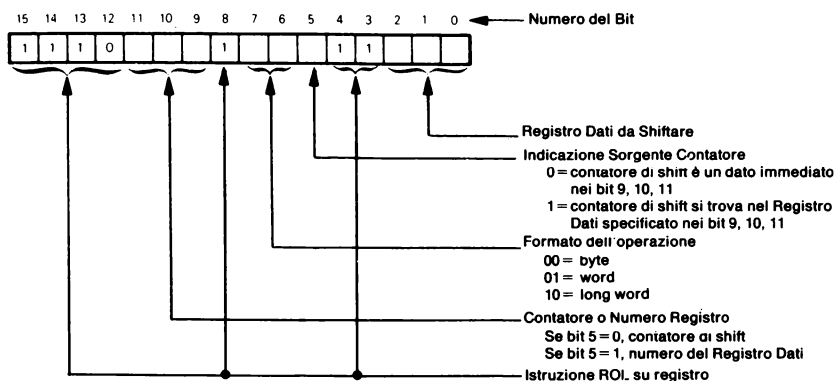 15 14 13 12 11 10 9 8 7 6 5 4 3 2 1 0 Numero del Bit
1 1 1 0 1 1 1
Registro Dati da Shiftare
Indicazione Sorgente Contatore
0 = contatore di shift è un dato immediato
nei bit 9, 10, 11
1 = contatore di shift si trova nel Registro
Dati specificato nei bit 9, 10, 11
Formato dell'operazione
00 = byte
01 = word
10 = long word
Contatore o Numero Registro
Se bit 5 = 0, contatore di shift
Se bit 5 = 1, numero del Registro Dati
Istruzione ROL su registro